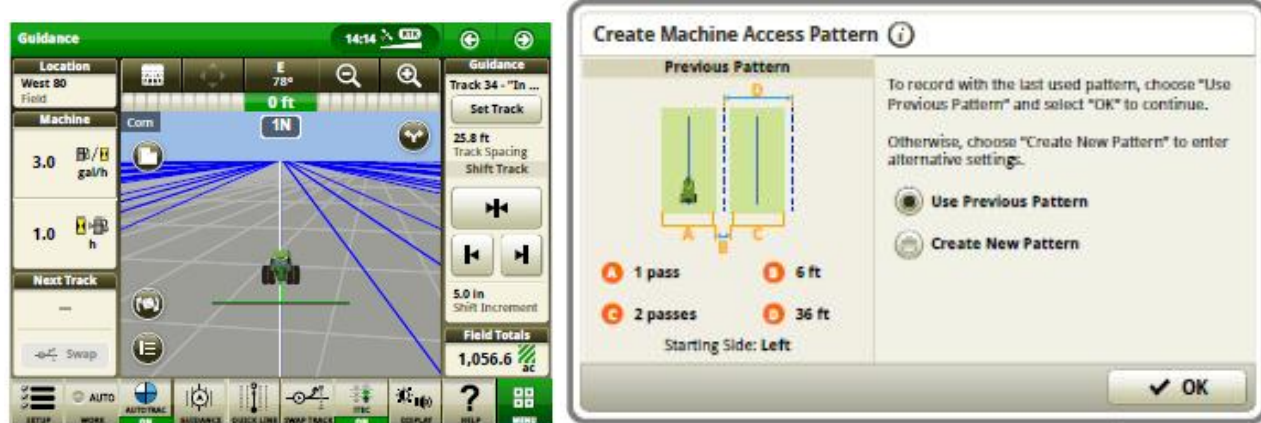 Guidance
14:14
RTK
Location
West 80
Field
Machine
3.0
gal/h
1.0
h
Next Track
---
Swap
E
78°
0 ft
1N
Corn
Guidance
Track 34 - "In ...
Set Track
25.8 ft
Track Spacing
Shift Track
5.0 in
Shift Increment
Field Totals
1,056.6
ac
SETUP
AUTO
WORK
AUTOTRAC
ON
GUIDANCE
QUICK LINE
SWAP TRACK
ITEC
ON
DISPLAY
?
HELP
MENU
Create Machine Access Pattern
Previous Pattern
D
A
B
C
A 1 pass
B 6 ft
C 2 passes
D 36 ft
Starting Side: Left
To record with the last used pattern, choose "Use
Previous Pattern" and select "OK" to continue.
Otherwise, choose "Create New Pattern" to enter
alternative settings.
Use Previous Pattern
Create New Pattern
OK